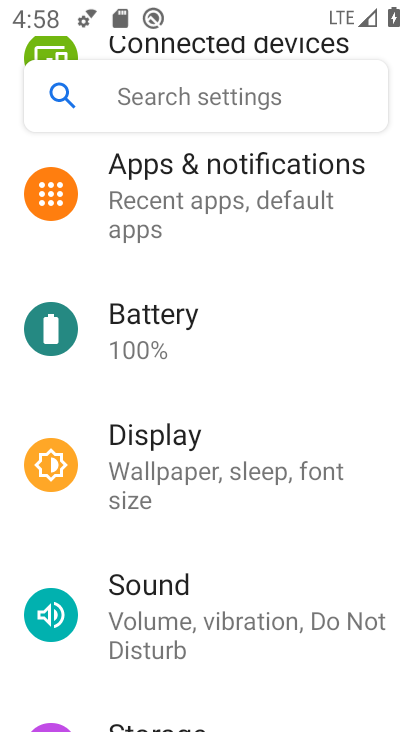 4:58
LTE
Connected devices
Search settings
Apps & notifications
Recent apps, default
apps
Battery
100%
Display
Wallpaper, sleep, font
size
Sound
Volume, vibration, Do Not
Disturb
Storage